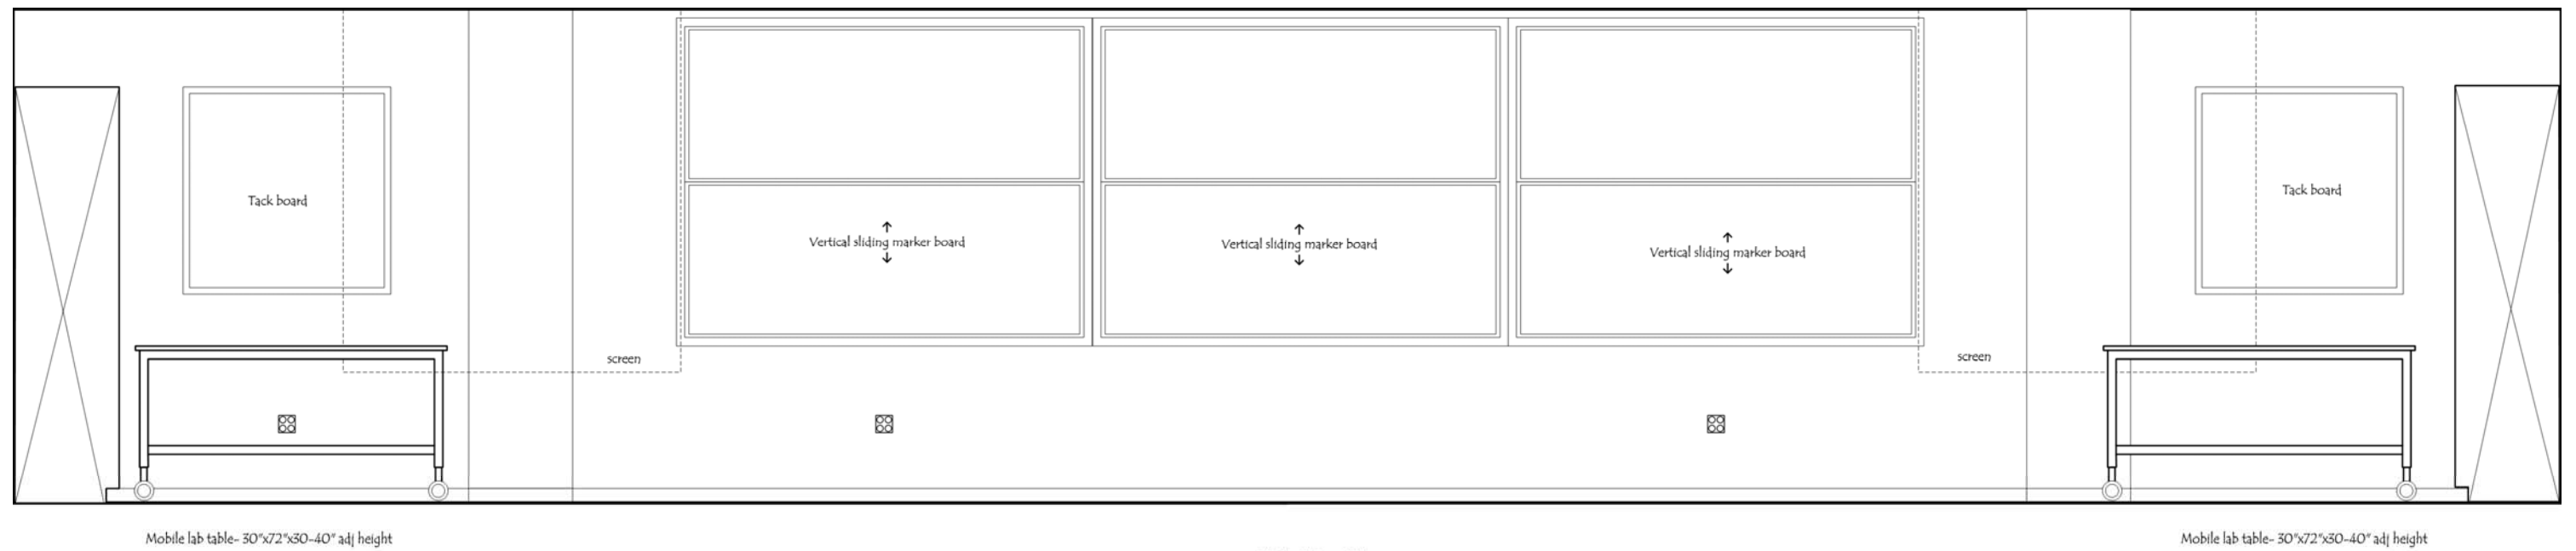 Tack board
Tack board
Vertical sliding marker board
Vertical sliding marker board
Vertical sliding marker board
screen
screen
Mobile lab table- 30"x72"x30-40" adj height
Mobile lab table- 30"x72"x30-40" adj height